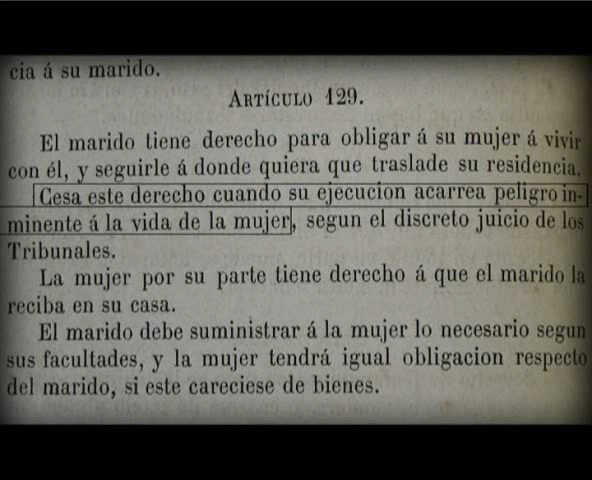 cia á su marido.
ARTÍCULO 129.
El marido tiene derecho para obligar á su mujer á vivir
con él, y seguirle á donde quiera que traslade su residencia.
Cesa este derecho cuando su ejecucion acarrea peligro in-
minente á la vida de la mujer, segun el discreto juicio de los
Tribunales.
La mujer por su parte tiene derecho á que el marido la
reciba en su casa.
El marido debe suministrar á la mujer lo necesario segun
sus facultades, y la mujer tendrá igual obligacion respecto
del marido, si este careciese de bienes.